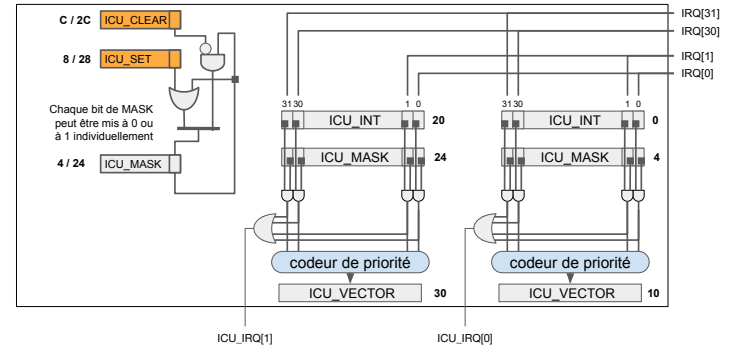 C / 2C ICU_CLEAR
8 / 28 ICU_SET
Chaque bit de MASK
peut être mis à 0 ou
à 1 individuellement
4 / 24 ICU_MASK
IRQ[31]
IRQ[30]
IRQ[1]
IRQ[0]
31 30 1 0
ICU_INT 20
ICU_MASK 24
codeur de priorité
ICU_VECTOR 30
ICU_IRQ[1]
31 30 1 0
ICU_INT 0
ICU_MASK 4
codeur de priorité
ICU_VECTOR 10
ICU_IRQ[0]